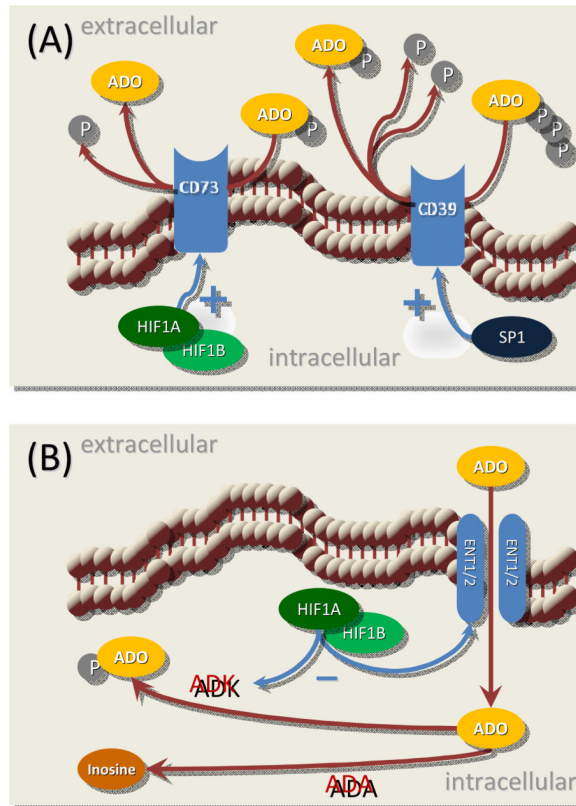 (A)
extracellular
ADO
P
ADO
P
ADO
P
P
P
ADO
P
P
P
CD73
CD39
+
+
HIF1A
HIF1B
SP1
intracellular
(B)
extracellular
ADO
ENT1/2
ENT1/2
HIF1A
HIF1B
–
P
ADO
ADK
ADO
Inosine
ADA
intracellular